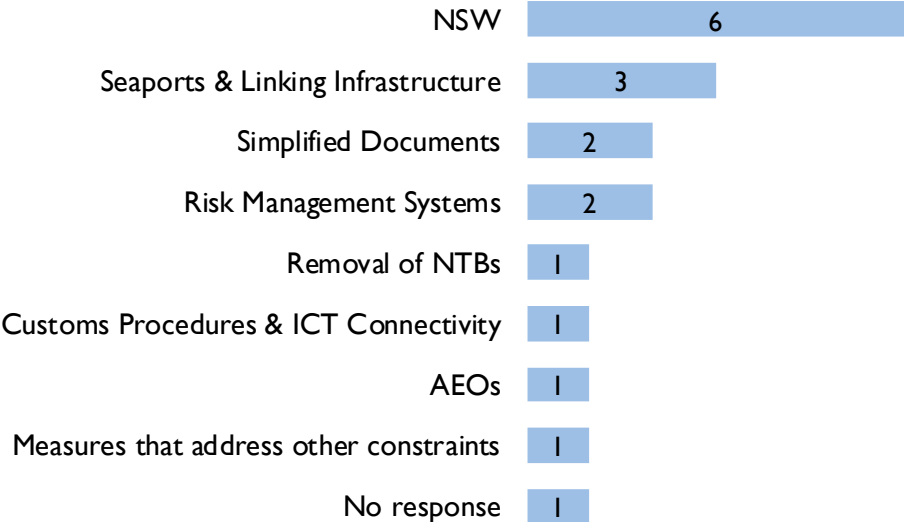 NSW 6
Seaports & Linking Infrastructure 3
Simplified Documents 2
Risk Management Systems 2
Removal of NTBs 1
Customs Procedures & ICT Connectivity 1
AEOs 1
Measures that address other constraints 1
No response 1